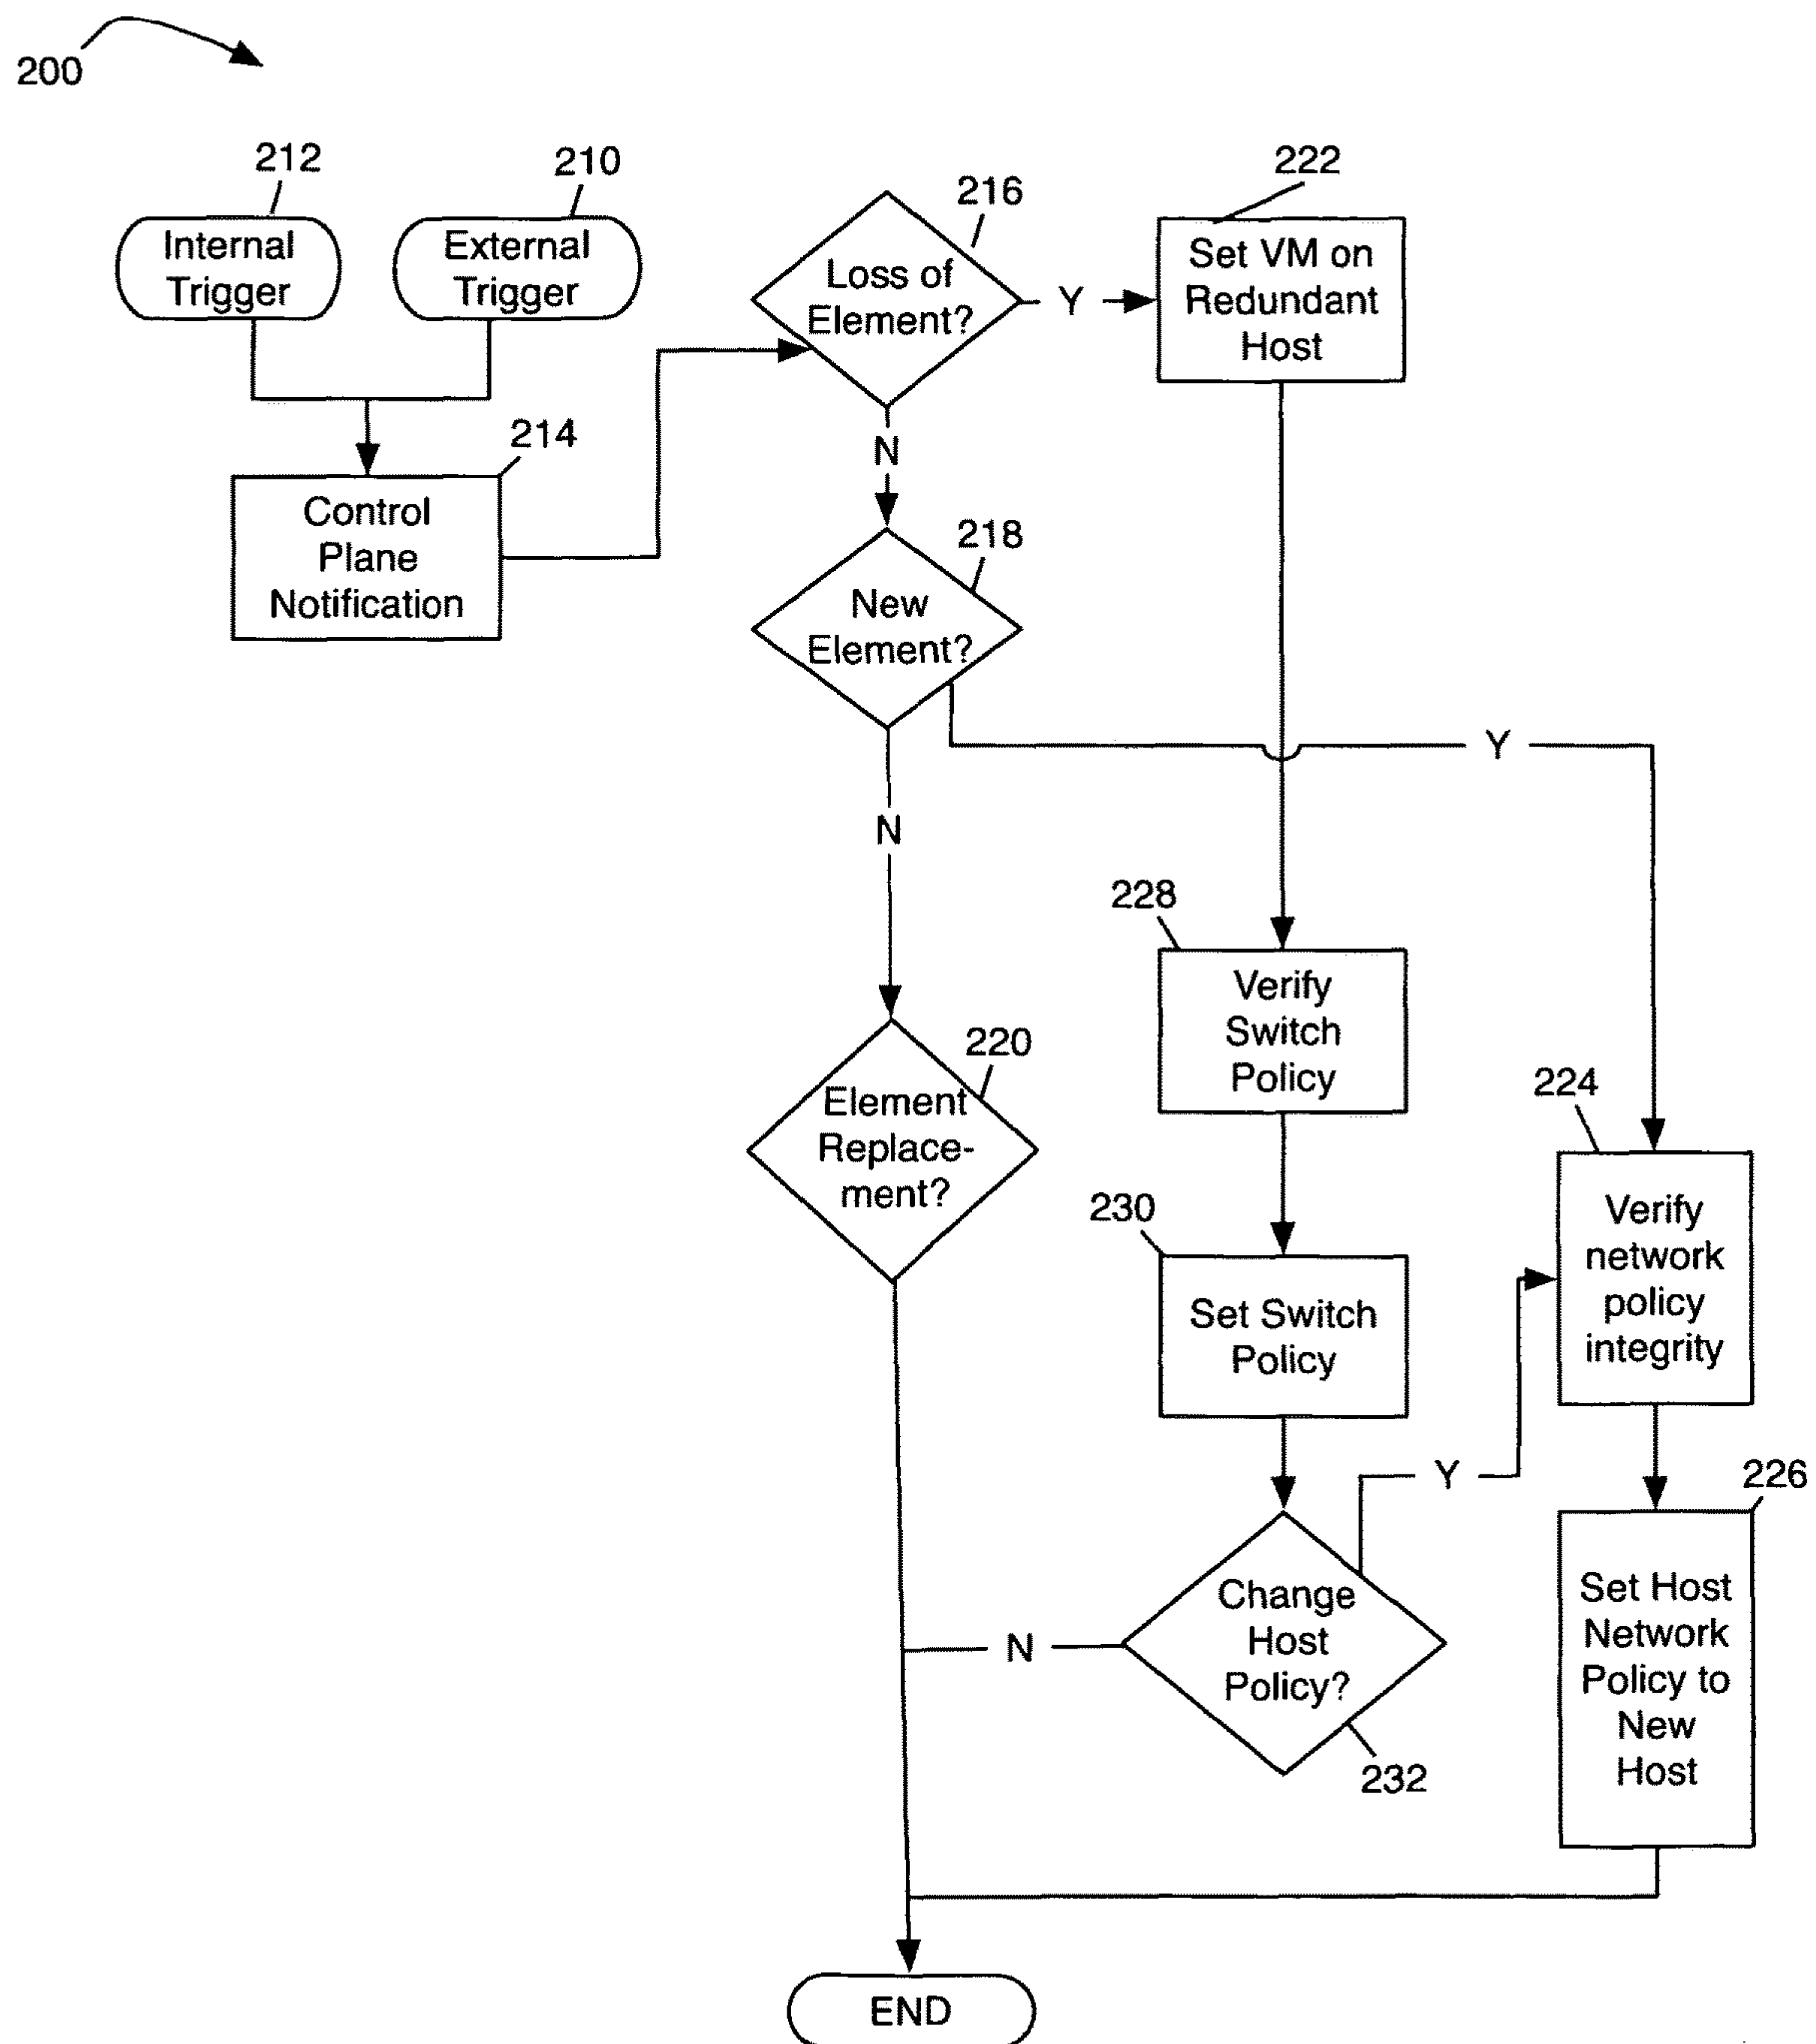 200
212
210
Internal
Trigger
External
Trigger
214
Control
Plane
Notification
216
Loss of
Element?
Y
222
Set VM on
Redundant
Host
N
218
New
Element?
Y
N
220
Element
Replace-
ment?
228
Verify
Switch
Policy
230
Set Switch
Policy
224
Verify
network
policy
integrity
Y
226
Set Host
Network
Policy to
New
Host
Change
Host
Policy?
N
232
END